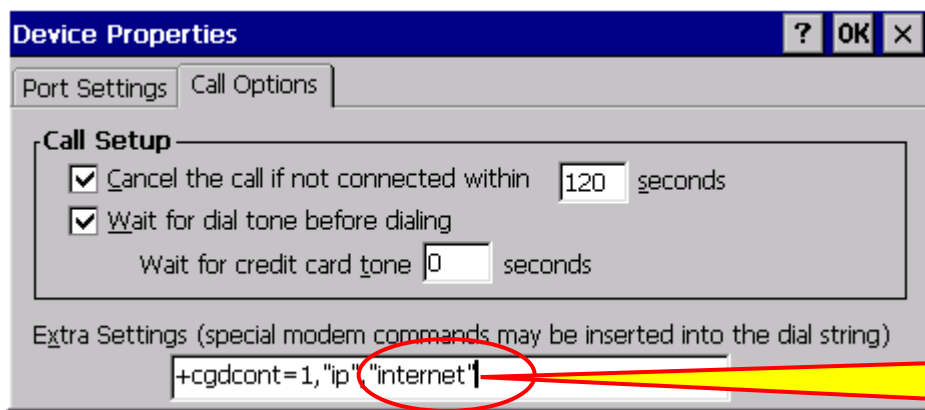 Device Properties ? OK ×
Port Settings Call Options
Call Setup
Cancel the call if not connected within 120 seconds
Wait for dial tone before dialing
Wait for credit card tone 0 seconds
Extra Settings (special modem commands may be inserted into the dial string)
+cgdcont=1,"ip","internet"